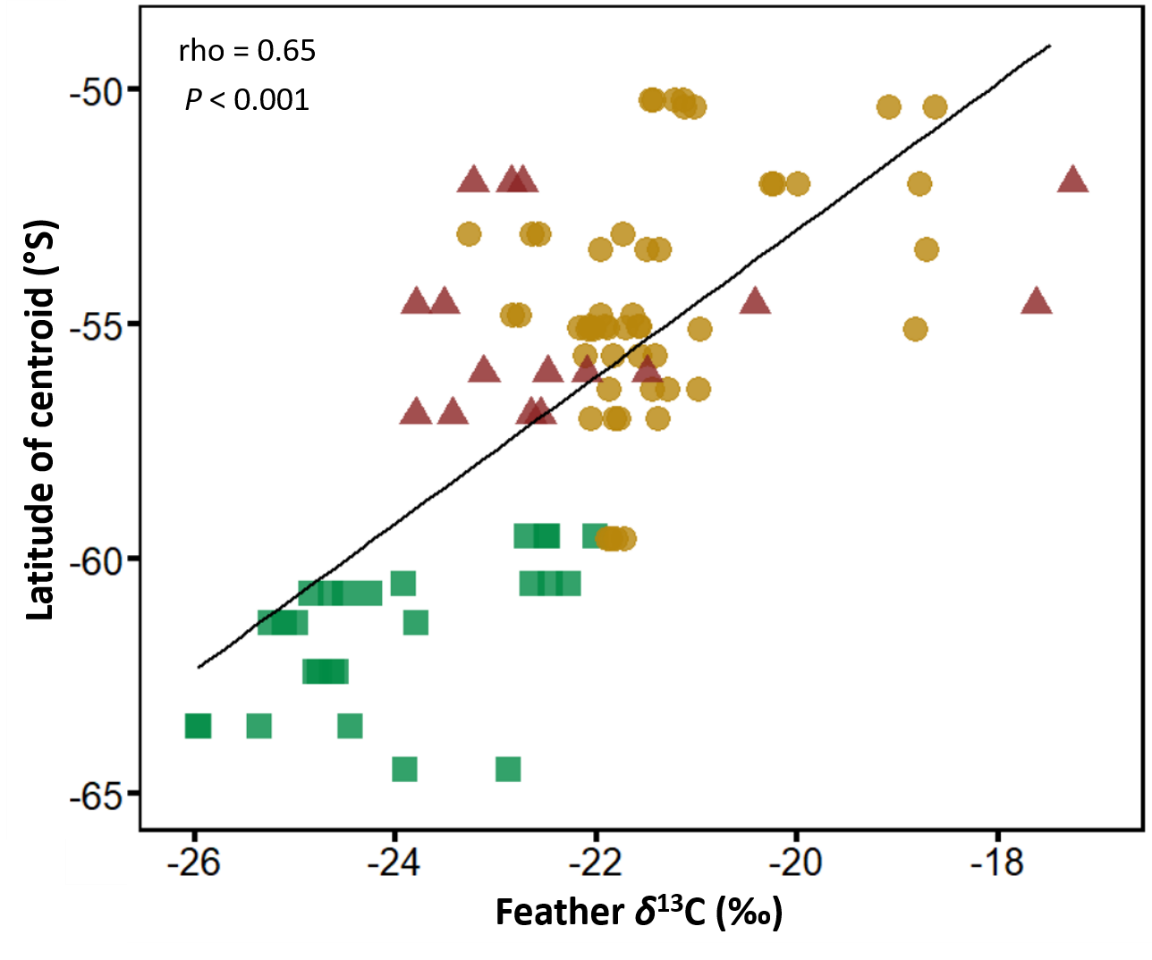 rho = 0.65
P < 0.001
Latitude of centroid (°S)
-50
-55
-60
-65
-26 -24 -22 -20 -18
Feather δ¹³C (‰)